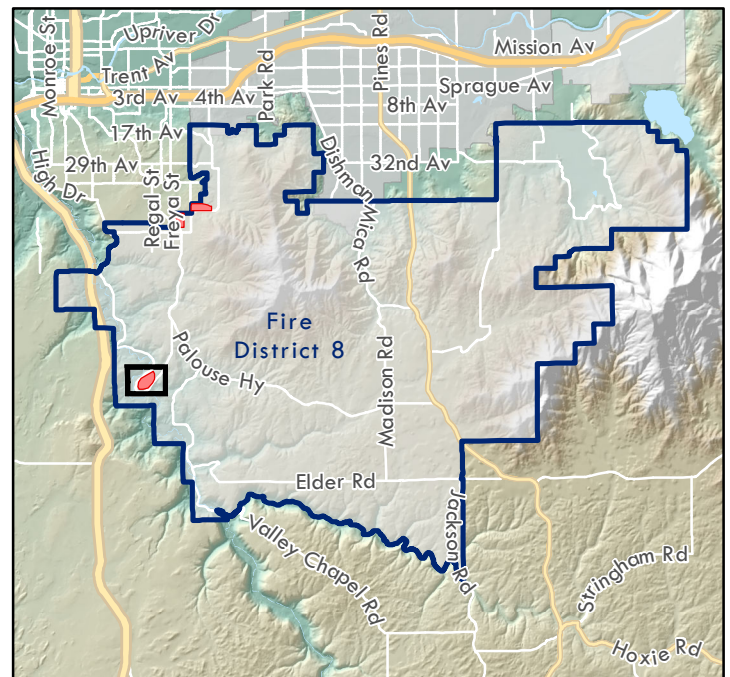 Monroe St
Upriver Dr
Trent Av
3rd Av
4th Av
Park Rd
Pines Rd
Mission Av
Sprague Av
8th Av
17th Av
29th Av
32nd Av
High Dr
Regal St
Freya St
Dishman Mica Rd
Fire
District 8
Palouse Hy
Madison Rd
Elder Rd
Jackson Rd
Valley Chapel Rd
Stringham Rd
Hoxie Rd